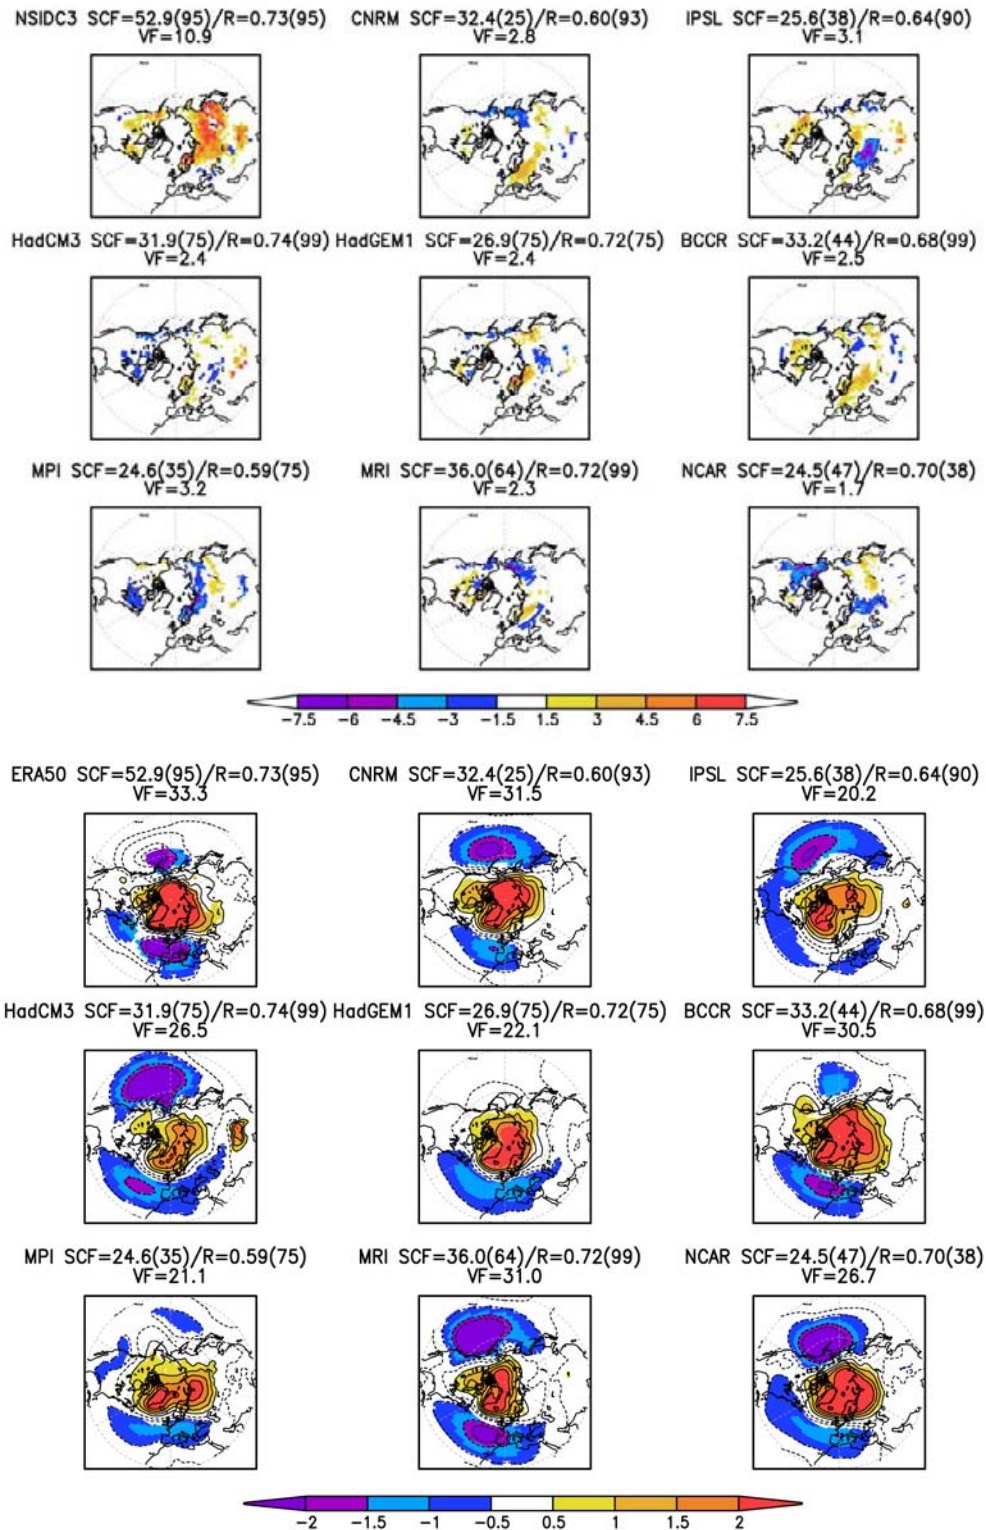 NSIDC3 SCF=52.9(95)/R=0.73(95)
VF=10.9
CNRM SCF=32.4(25)/R=0.60(93)
VF=2.8
IPSL SCF=25.6(38)/R=0.64(90)
VF=3.1
HadCM3 SCF=31.9(75)/R=0.74(99)
VF=2.4
HadGEM1 SCF=26.9(75)/R=0.72(75)
VF=2.4
BCCR SCF=33.2(44)/R=0.68(99)
VF=2.5
MPI SCF=24.6(35)/R=0.59(75)
VF=3.2
MRI SCF=36.0(64)/R=0.72(99)
VF=2.3
NCAR SCF=24.5(47)/R=0.70(38)
VF=1.7
-7.5 -6 -4.5 -3 -1.5 1.5 3 4.5 6 7.5
ERA50 SCF=52.9(95)/R=0.73(95)
VF=33.3
CNRM SCF=32.4(25)/R=0.60(93)
VF=31.5
IPSL SCF=25.6(38)/R=0.64(90)
VF=20.2
HadCM3 SCF=31.9(75)/R=0.74(99)
VF=26.5
HadGEM1 SCF=26.9(75)/R=0.72(75)
VF=22.1
BCCR SCF=33.2(44)/R=0.68(99)
VF=30.5
MPI SCF=24.6(35)/R=0.59(75)
VF=21.1
MRI SCF=36.0(64)/R=0.72(99)
VF=31.0
NCAR SCF=24.5(47)/R=0.70(38)
VF=26.7
-2 -1.5 -1 -0.5 0.5 1 1.5 2